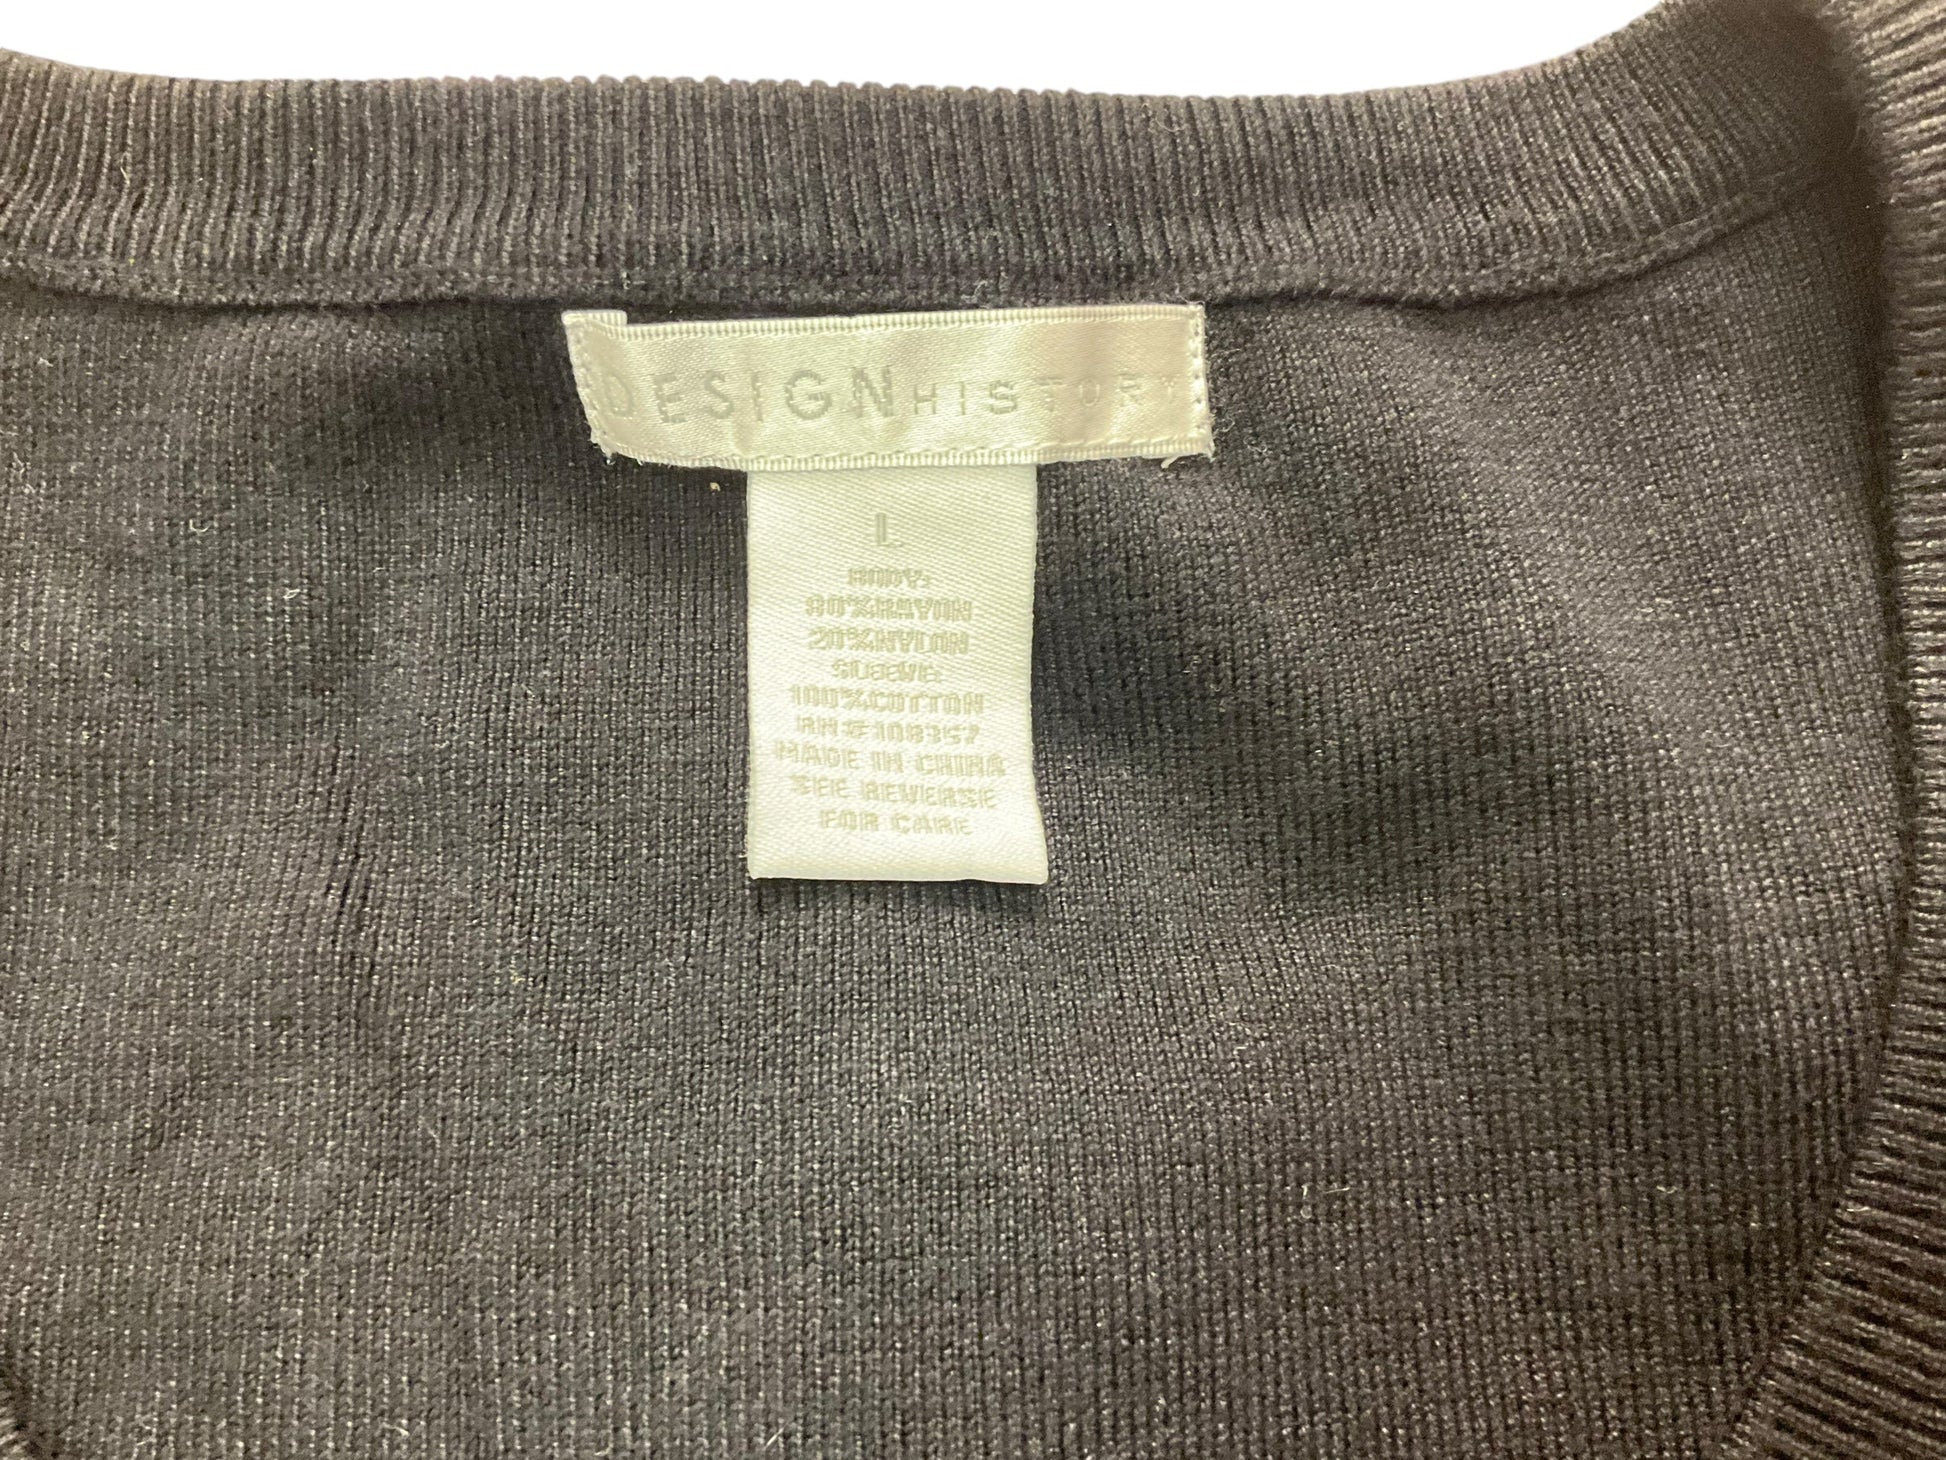 DESIGNHISTORY
L
BODY:
80%RAYON
20%NYLON
SLEEVE:
100%COTTON
RN#108357
MADE IN CHINA
SEE REVERSE
FOR CARE